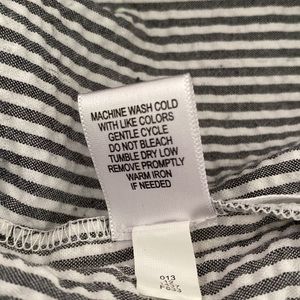 MACHINE WASH COLD
WITH LIKE COLORS
GENTLE CYCLE
DO NOT BLEACH
TUMBLE DRY LOW
REMOVE PROMPTLY
WARM IRON
IF NEEDED
013